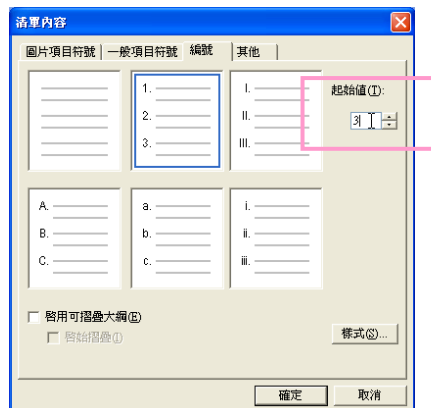 清單內容
圖片項目符號 一般項目符號 編號 其他
1.
2.
3.
I.
II.
III.
起始值(T):
3
A.
B.
C.
a.
b.
c.
i.
ii.
iii.
啟用可摺疊大綱(E)
啟始摺疊(I)
樣式(S)...
確定 取消